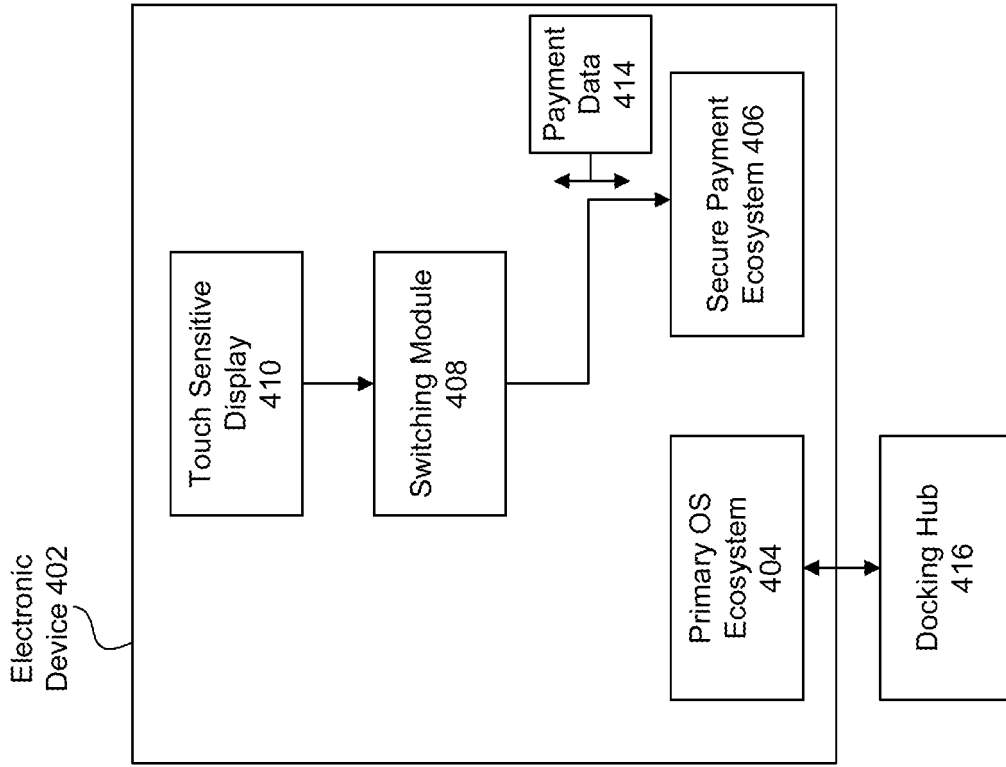 Electronic
Device 402
Touch Sensitive
Display
410
Switching Module
408
Payment
Data
414
Primary OS
Ecosystem
404
Secure Payment
Ecosystem 406
Docking Hub
416